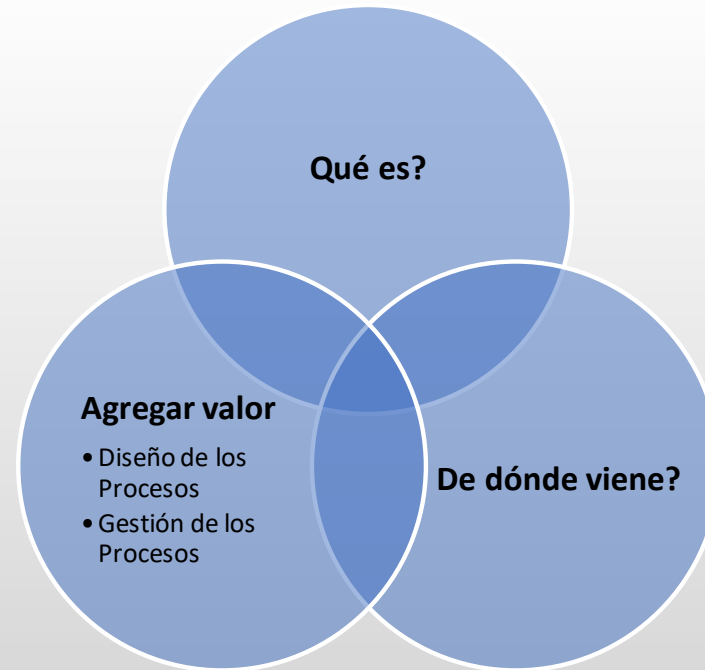 Qué es?
Agregar valor
• Diseño de los
Procesos
• Gestión de los
Procesos
De dónde viene?